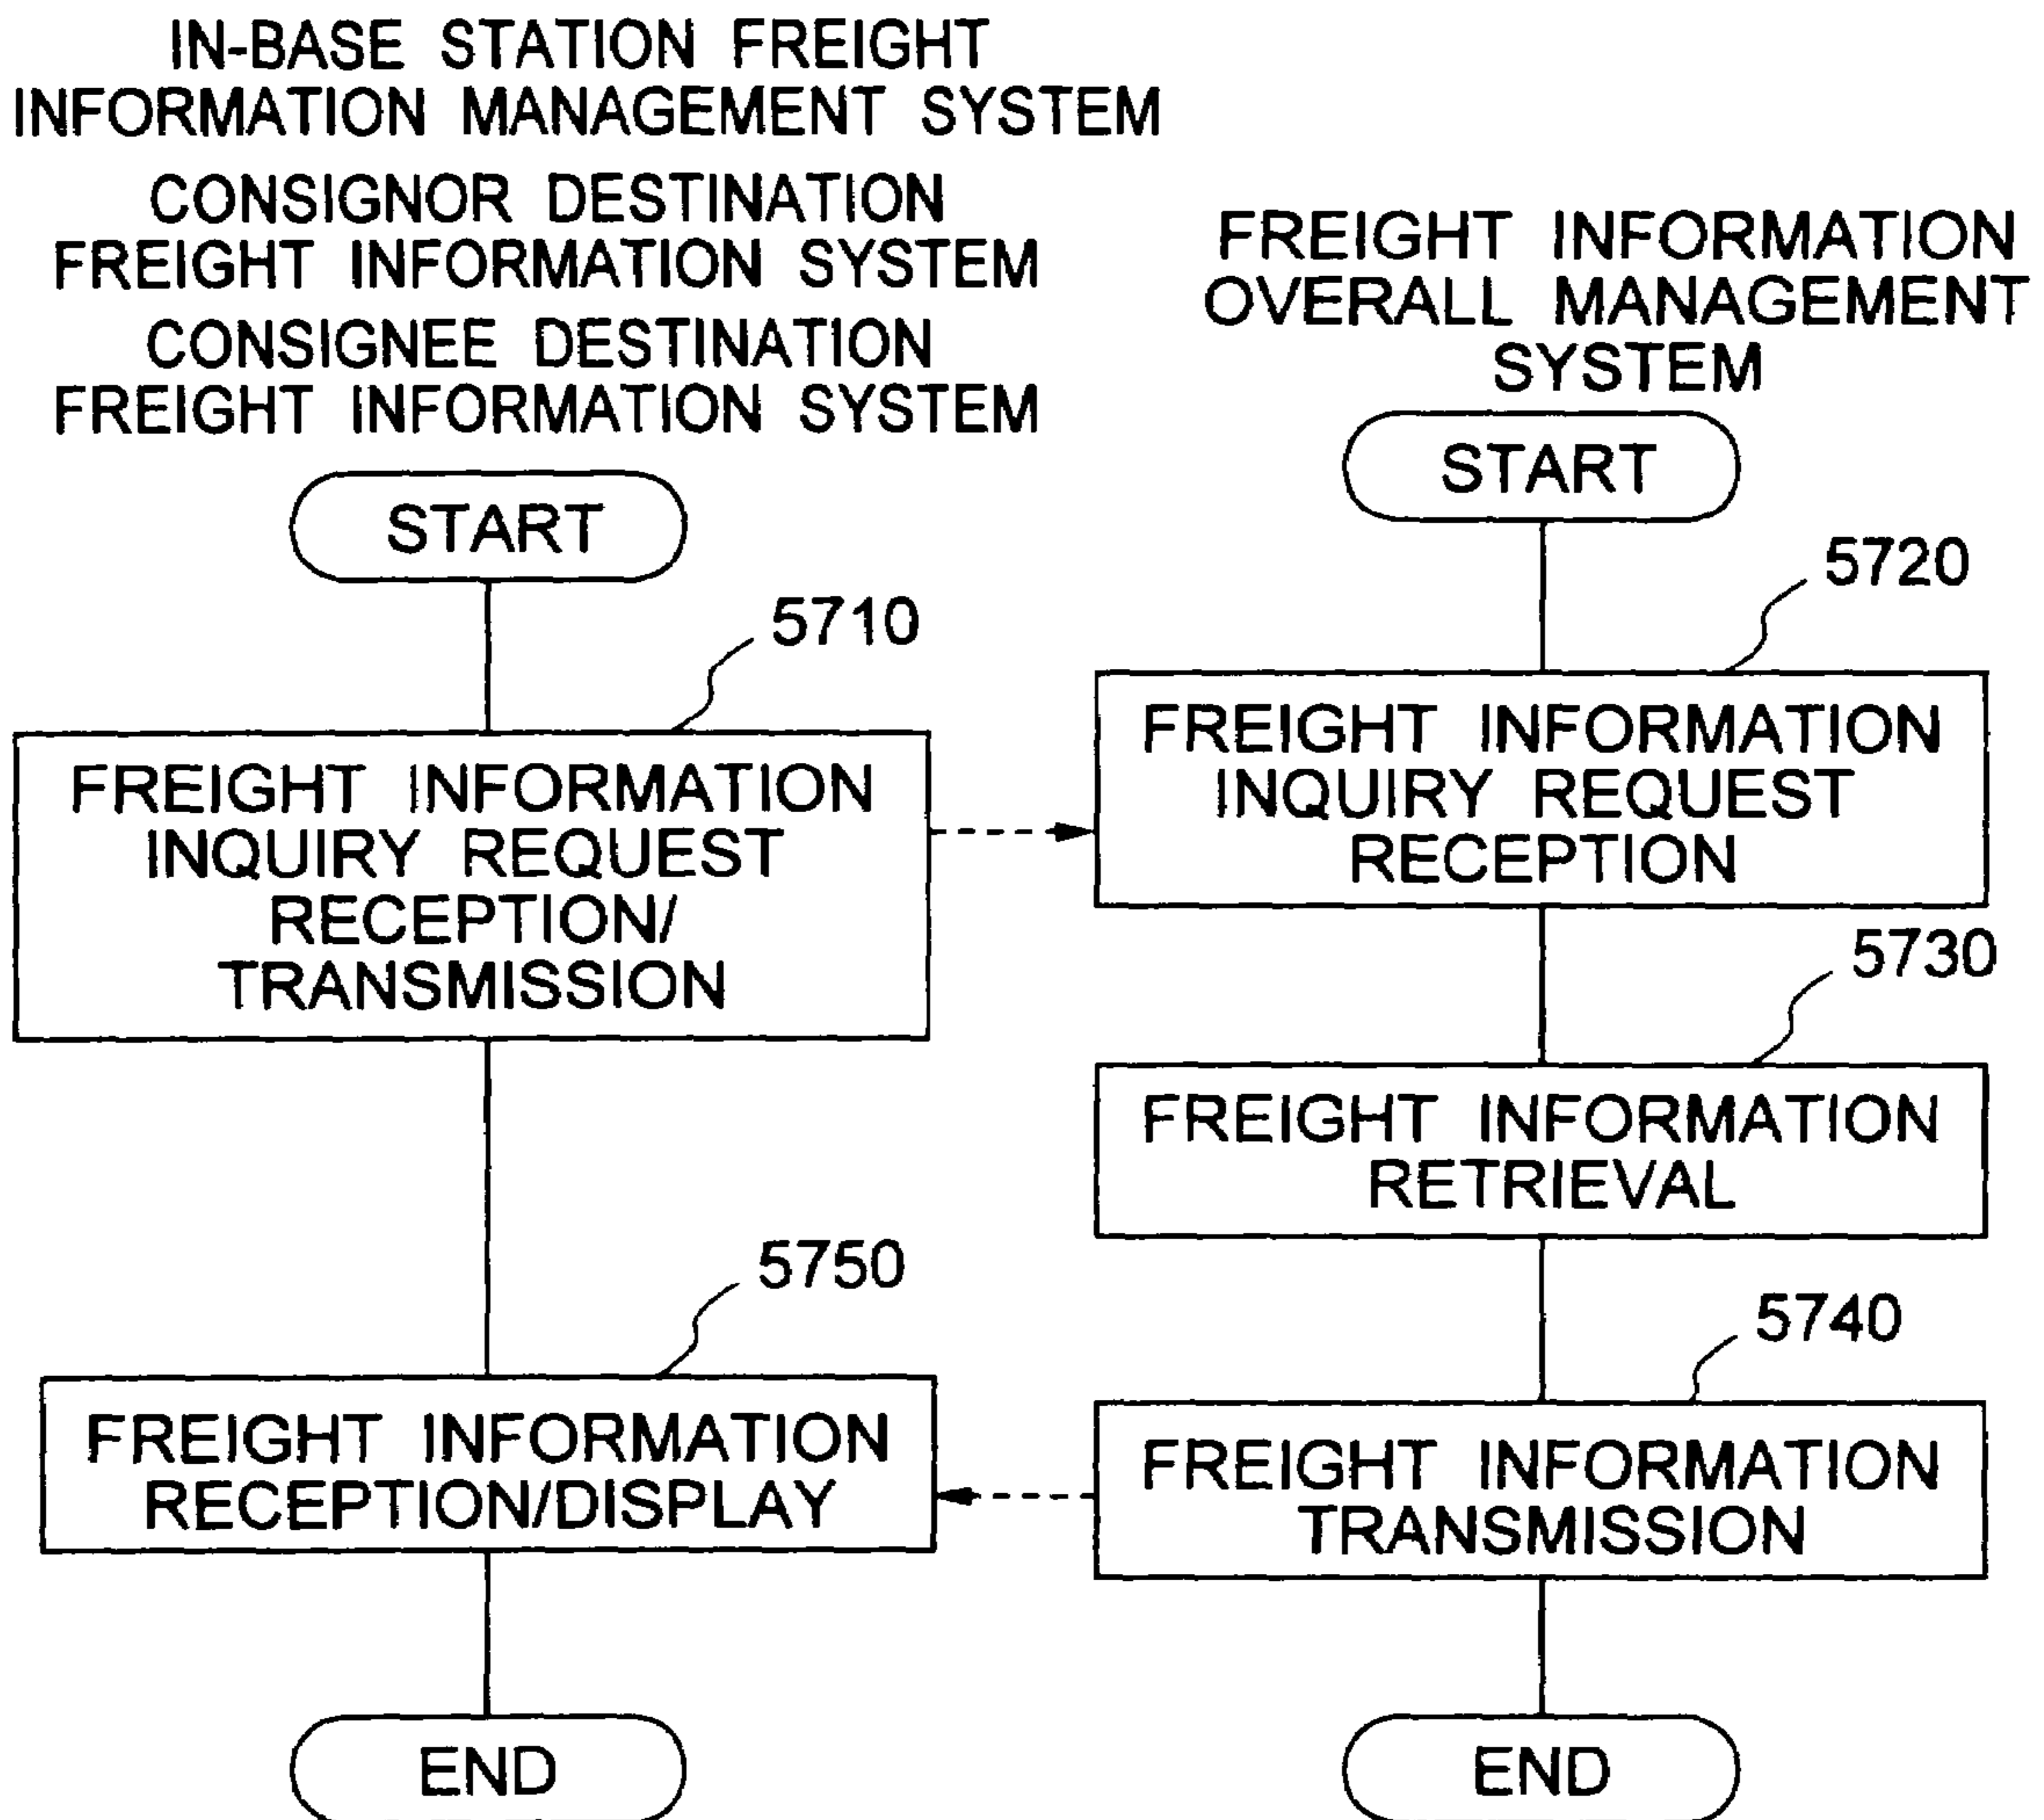 IN-BASE STATION FREIGHT
INFORMATION MANAGEMENT SYSTEM
CONSIGNOR DESTINATION
FREIGHT INFORMATION SYSTEM
CONSIGNEE DESTINATION
FREIGHT INFORMATION SYSTEM
START
5710
FREIGHT INFORMATION
INQUIRY REQUEST
RECEPTION/
TRANSMISSION
5750
FREIGHT INFORMATION
RECEPTION/DISPLAY
END
FREIGHT INFORMATION
OVERALL MANAGEMENT
SYSTEM
START
5720
FREIGHT INFORMATION
INQUIRY REQUEST
RECEPTION
5730
FREIGHT INFORMATION
RETRIEVAL
5740
FREIGHT INFORMATION
TRANSMISSION
END